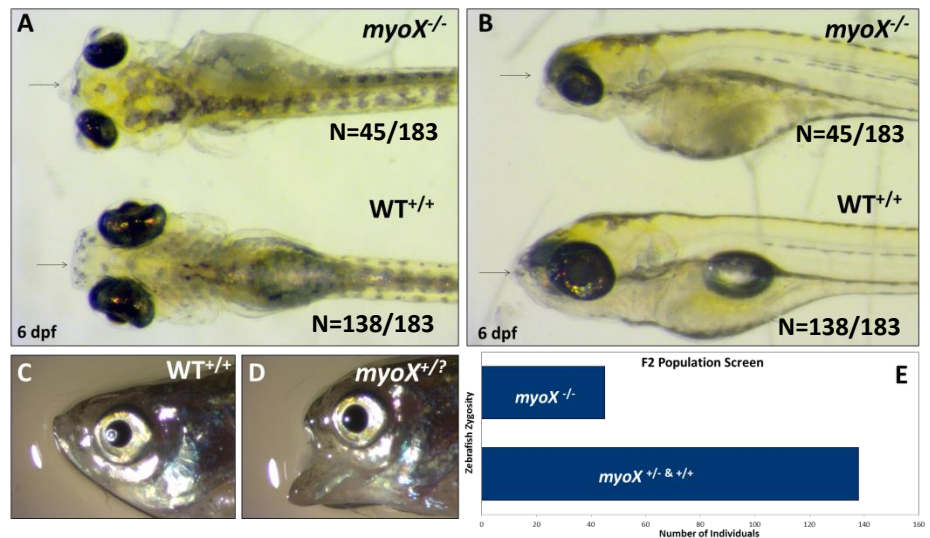 A
myoX-/-
N=45/183
WT+/+
N=138/183
6 dpf
B
myoX-/-
N=45/183
WT+/+
N=138/183
6 dpf
C
WT+/+
D
myoX+/?
F2 Population Screen
E
Zebrafish Zygosity
myoX -/-
myoX +/- & +/+
0 20 40 60 80 100 120 140 160
Number of Individuals